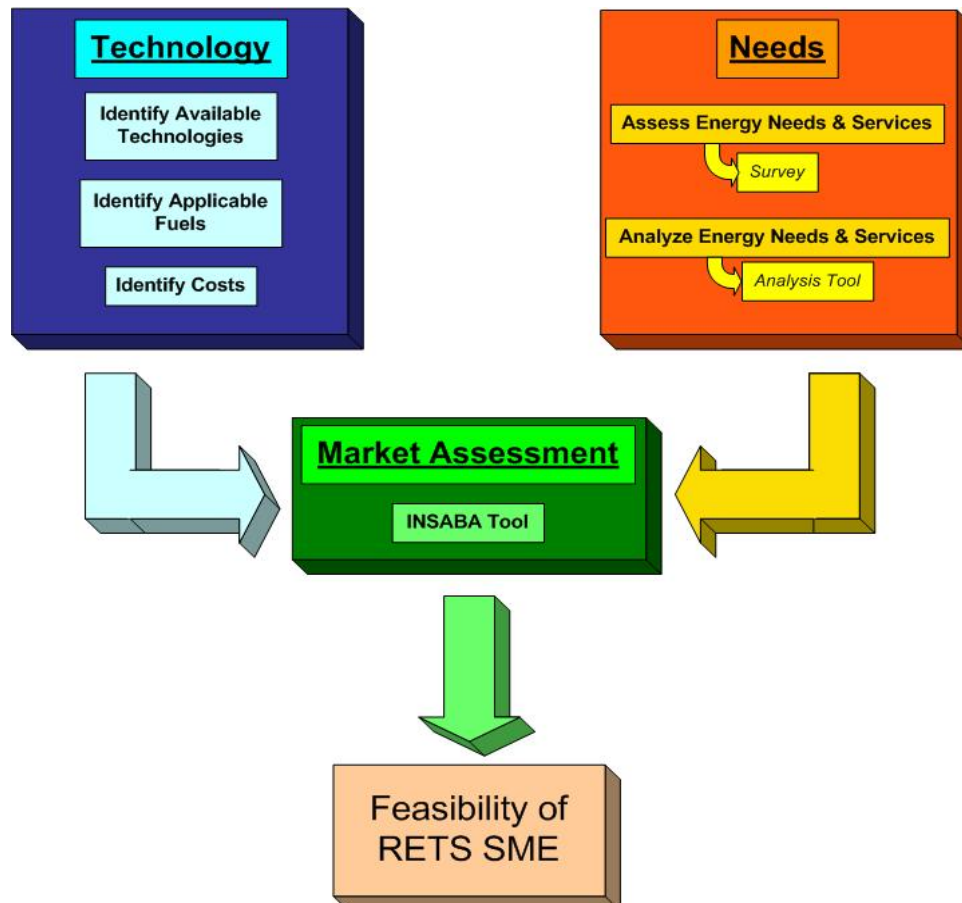 Technology
Identify Available
Technologies
Identify Applicable
Fuels
Identify Costs
Needs
Assess Energy Needs & Services
Survey
Analyze Energy Needs & Services
Analysis Tool
Market Assessment
INSABA Tool
Feasibility of
RETS SME